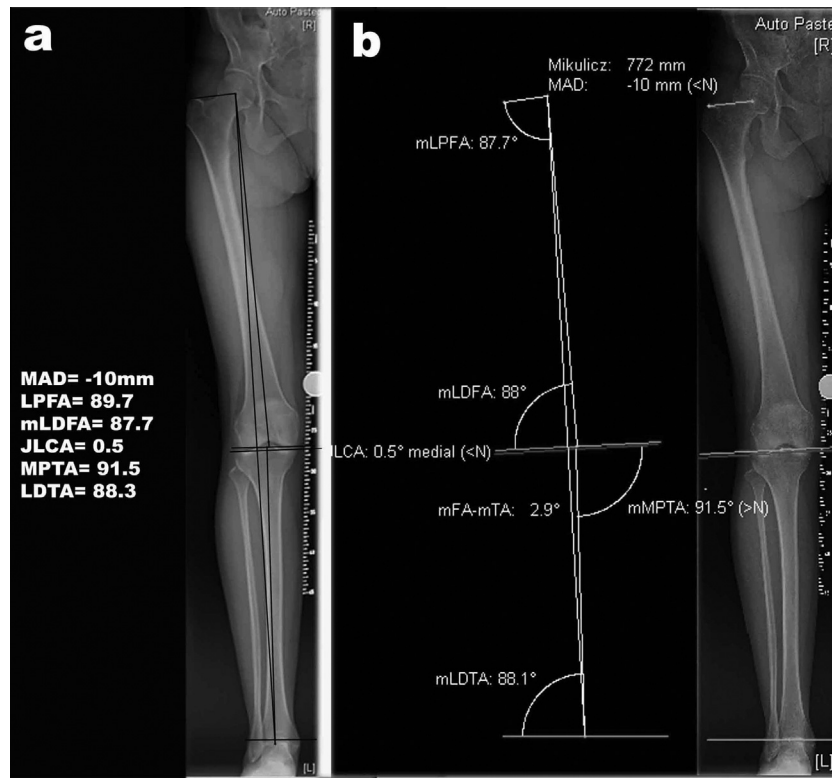 a
Auto Paster
[R]
MAD= -10mm
LPFA= 89.7
mLDFA= 87.7
JLCA= 0.5
MPTA= 91.5
LDTA= 88.3
[L]
b
Auto Paste
[R]
Mikulicz: 772 mm
MAD: -10 mm (<N)
mLPFA: 87.7°
mLDFA: 88°
JLCA: 0.5° medial (<N)
mFA-mTA: 2.9°
mMPTA: 91.5° (>N)
mLDTA: 88.1°
[L]